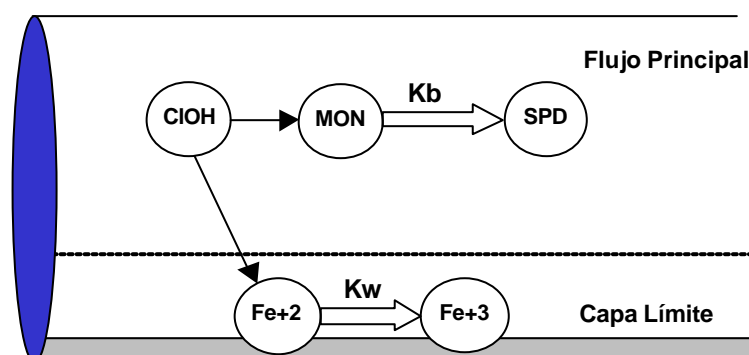 Flujo Principal
ClOH
MON
Kb
SPD
Fe+2
Kw
Fe+3
Capa Límite